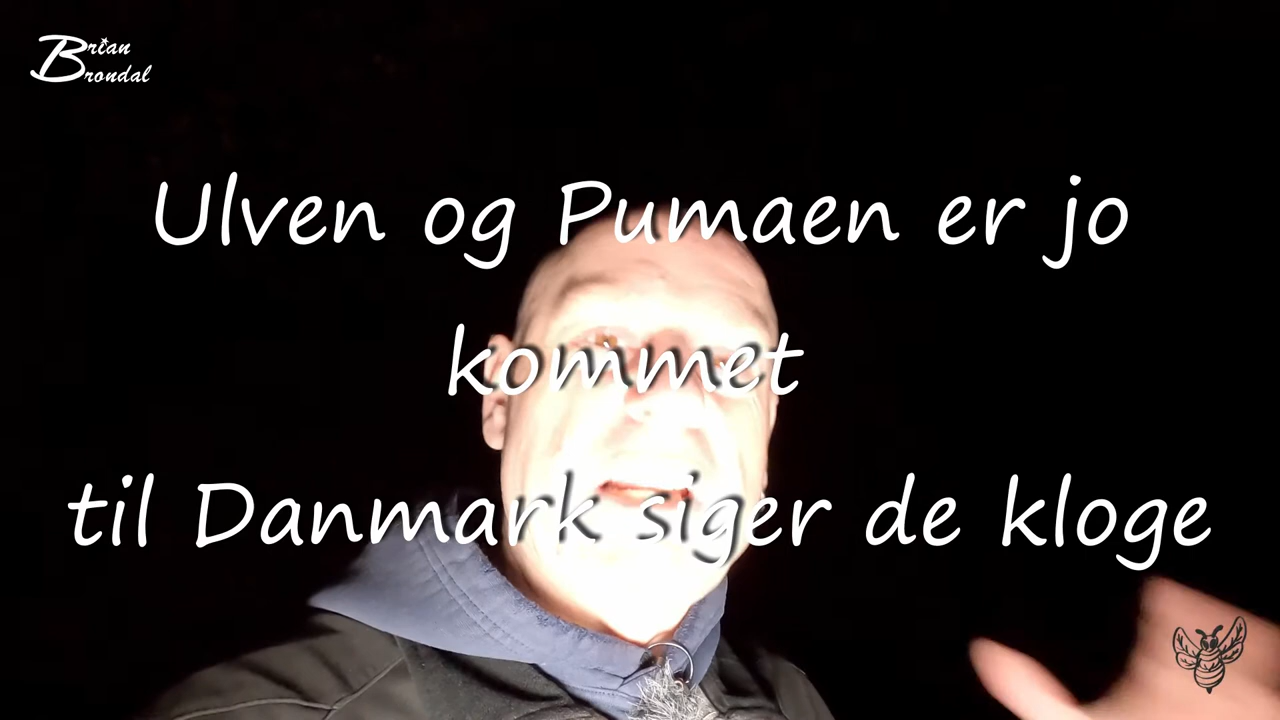 Brian
Brondal
Ulven og Pumaen er jo
kommet
til Danmark siger de kloge